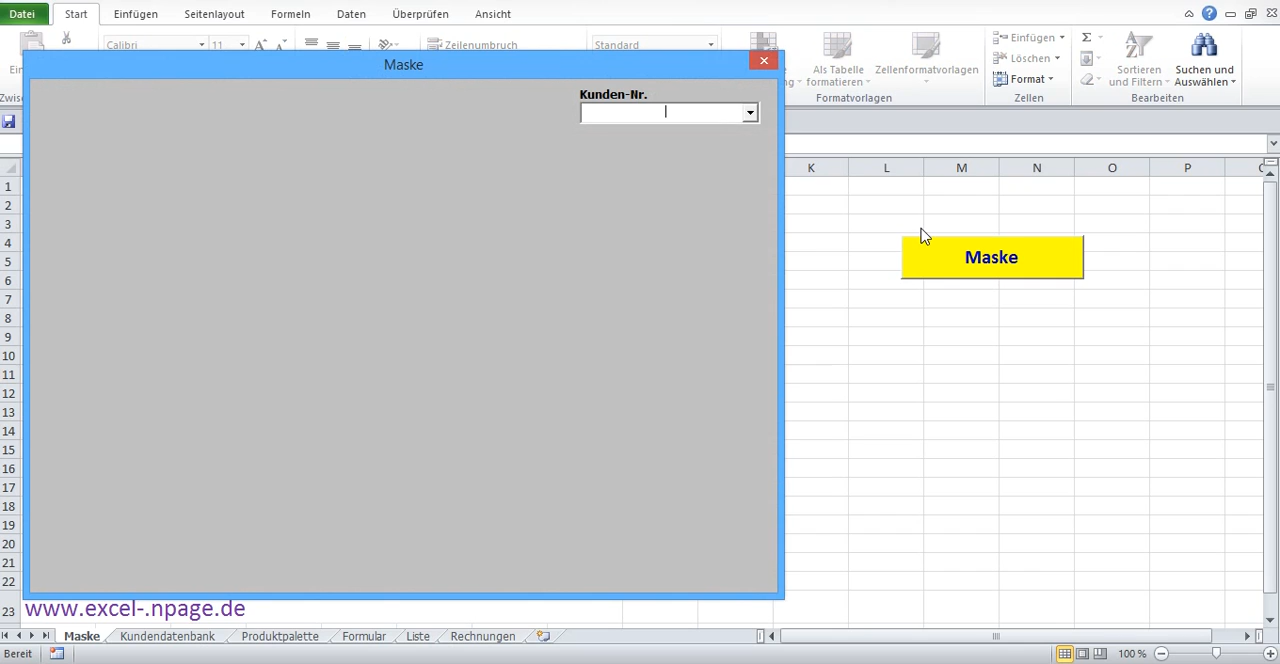 Datei Start Einfügen Seitenlayout Formeln Daten Überprüfen Ansicht
Calibri 11 Zeilenumbruch Standard Einfügen Σ
Als Tabelle Zellenformatvorlagen Löschen Sortieren Suchen und
formatieren Format und Filtern Auswählen
Formatvorlagen Zellen Bearbeiten
Maske
Kunden-Nr.
K L M N O P
1
2
3
4
Maske
5
6
7
8
9
10
11
12
13
14
15
16
17
18
19
20
21
22
23 www.excel-.npage.de
Maske Kundendatenbank Produktpalette Formular Liste Rechnungen
Bereit 100 %